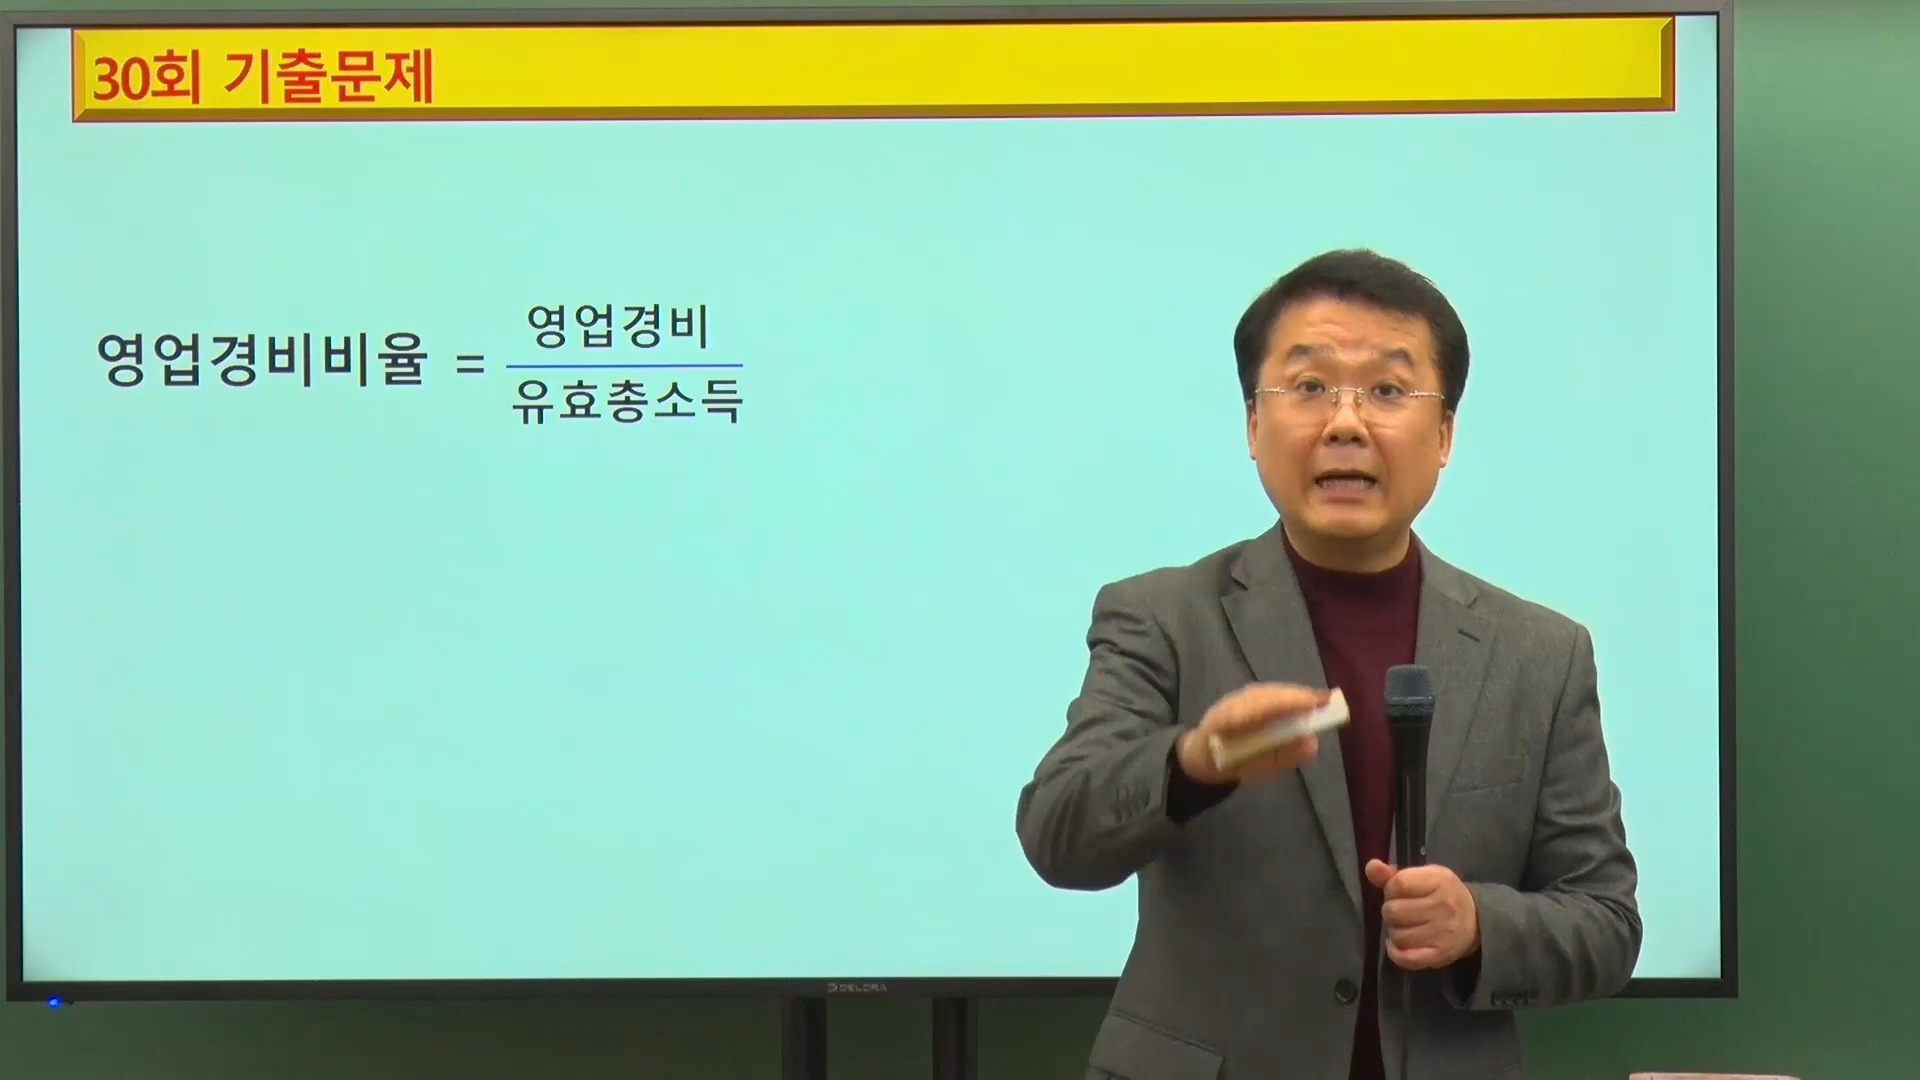 30회 기출문제
영업경비비율 = 영업경비
유효총소득